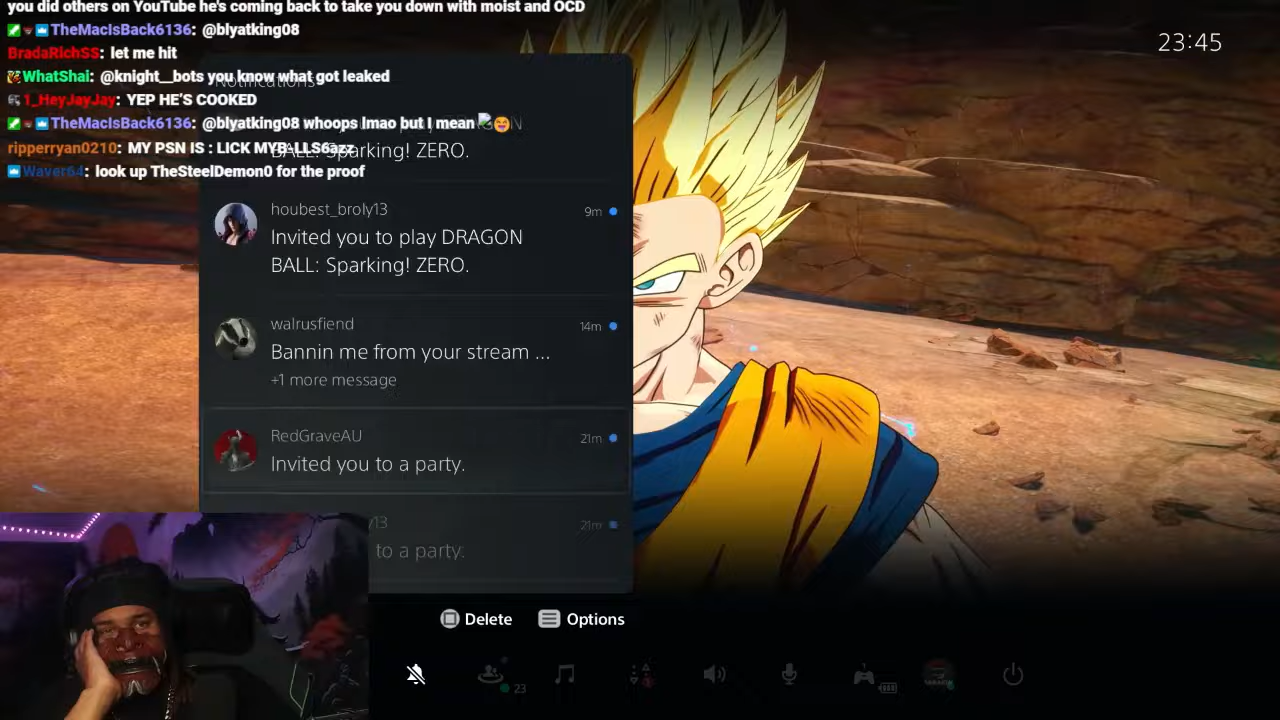 you did others on YouTube he's coming back to take you down with moist and OCD
TheMacIsBack6136: @blyatking08
BradaRichSS: let me hit
WhatShai: @knight__bots you know what got leaked
1_HeyJayJay: YEP HE'S COOKED
TheMacIsBack6136: @blyatking08 whoops lmao but I mean
ripperryan0210: MY PSN IS : LICK MYBALLS6azz
Waver64: look up TheSteelDemon0 for the proof
23:45
Notifications
BALL: Sparking! ZERO.
houbest_broly13
9m
Invited you to play DRAGON
BALL: Sparking! ZERO.
walrusfiend
14m
Bannin me from your stream ...
+1 more message
RedGraveAU
21m
Invited you to a party.
y13
21m
to a party.
Delete
Options
23